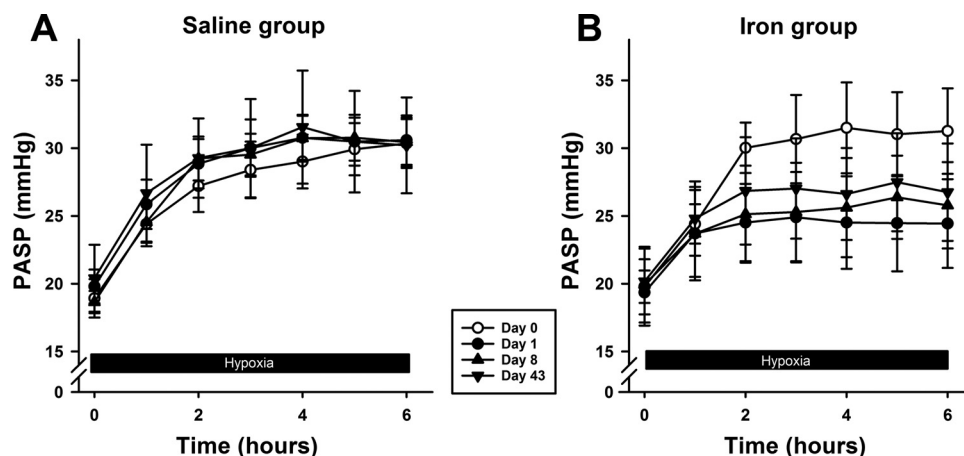 A
Saline group
PASP (mmHg)
35
30
25
20
15
0
Hypoxia
0 2 4 6
Time (hours)
Day 0
Day 1
Day 8
Day 43
B
Iron group
PASP (mmHg)
35
30
25
20
15
0
Hypoxia
0 2 4 6
Time (hours)